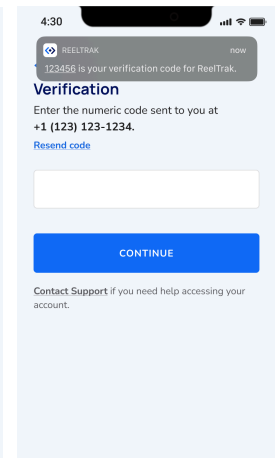 4:30
REELTRAK now
123456 is your verification code for ReelTrak.
Verification
Enter the numeric code sent to you at
+1 (123) 123-1234.
Resend code
CONTINUE
Contact Support if you need help accessing your
account.